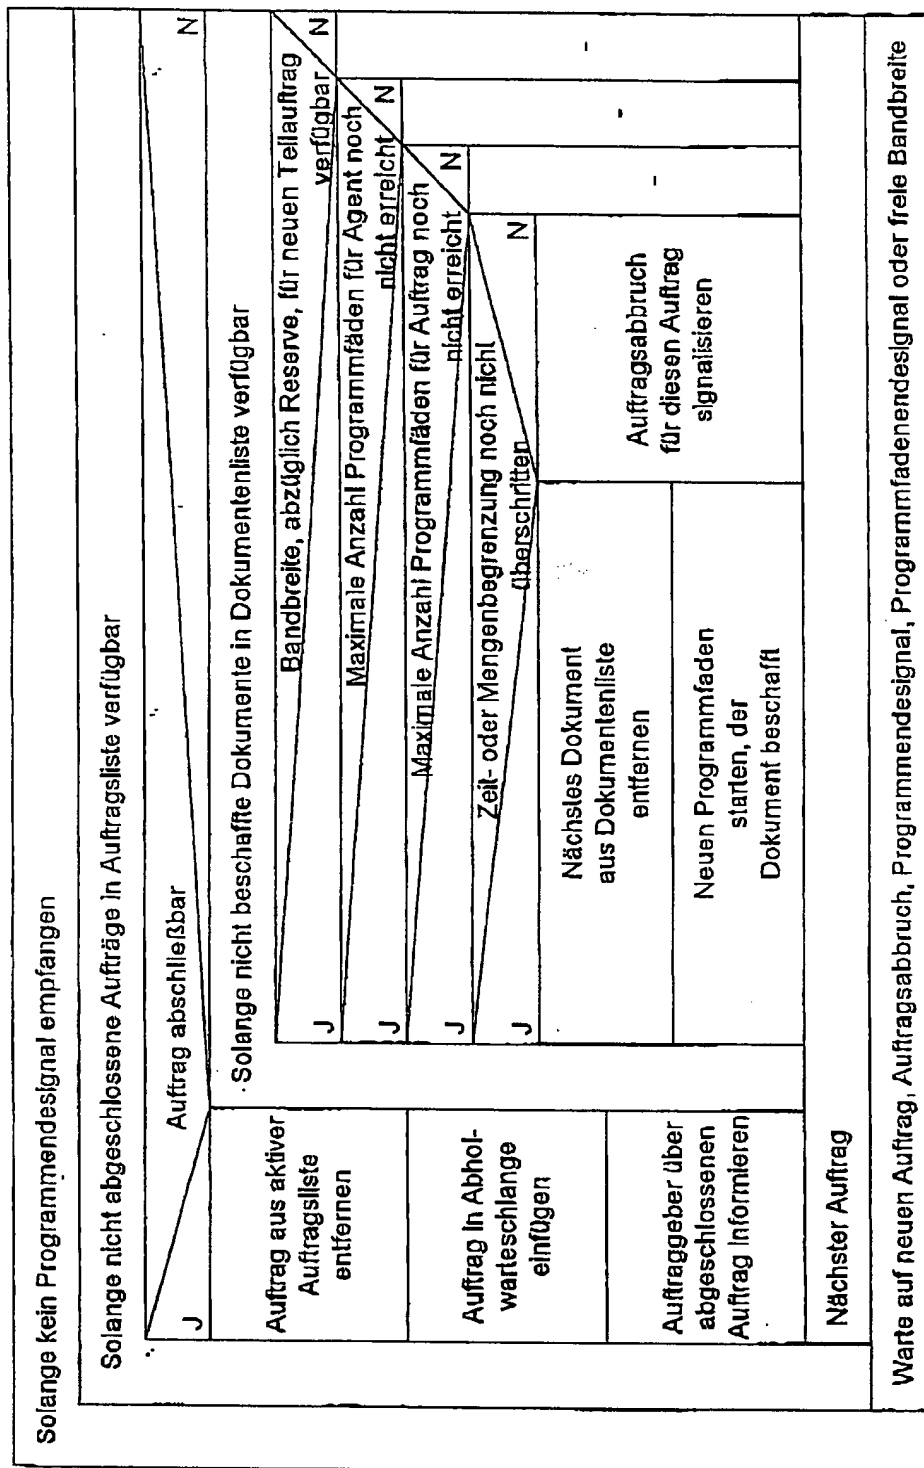 Solange kein Programmendesignal empfangen
Solange nicht abgeschlossene Aufträge in Auftragsliste verfügbar
Auftrag abschließbar
J
N
Auftrag aus aktiver
Auftragsliste
entfernen
Auftrag in Abhol-
warteschlange
einfügen
Auftraggeber über
abgeschlossenen
Auftrag Informieren
Solange nicht beschaffte Dokumente in Dokumentenliste verfügbar
Bandbreite, abzüglich Reserve, für neuen Teilauftrag
verfügbar
J
N
Maximale Anzahl Programmfäden für Agent noch
nicht erreicht
J
N
-
Maximale Anzahl Programmfäden für Auftrag noch
nicht erreicht
J
N
-
Zeit- oder Mengenbegrenzung noch nicht
überschritten
J
N
-
Nächstes Dokument
aus Dokumentenliste
entfernen
Neuen Programmfaden
starten, der
Dokument beschafft
Auftragsabbruch
für diesen Auftrag
signalisieren
Nächster Auftrag
Warte auf neuen Auftrag, Auftragsabbruch, Programmendesignal, Programmfadenendesignal oder freie Bandbreite